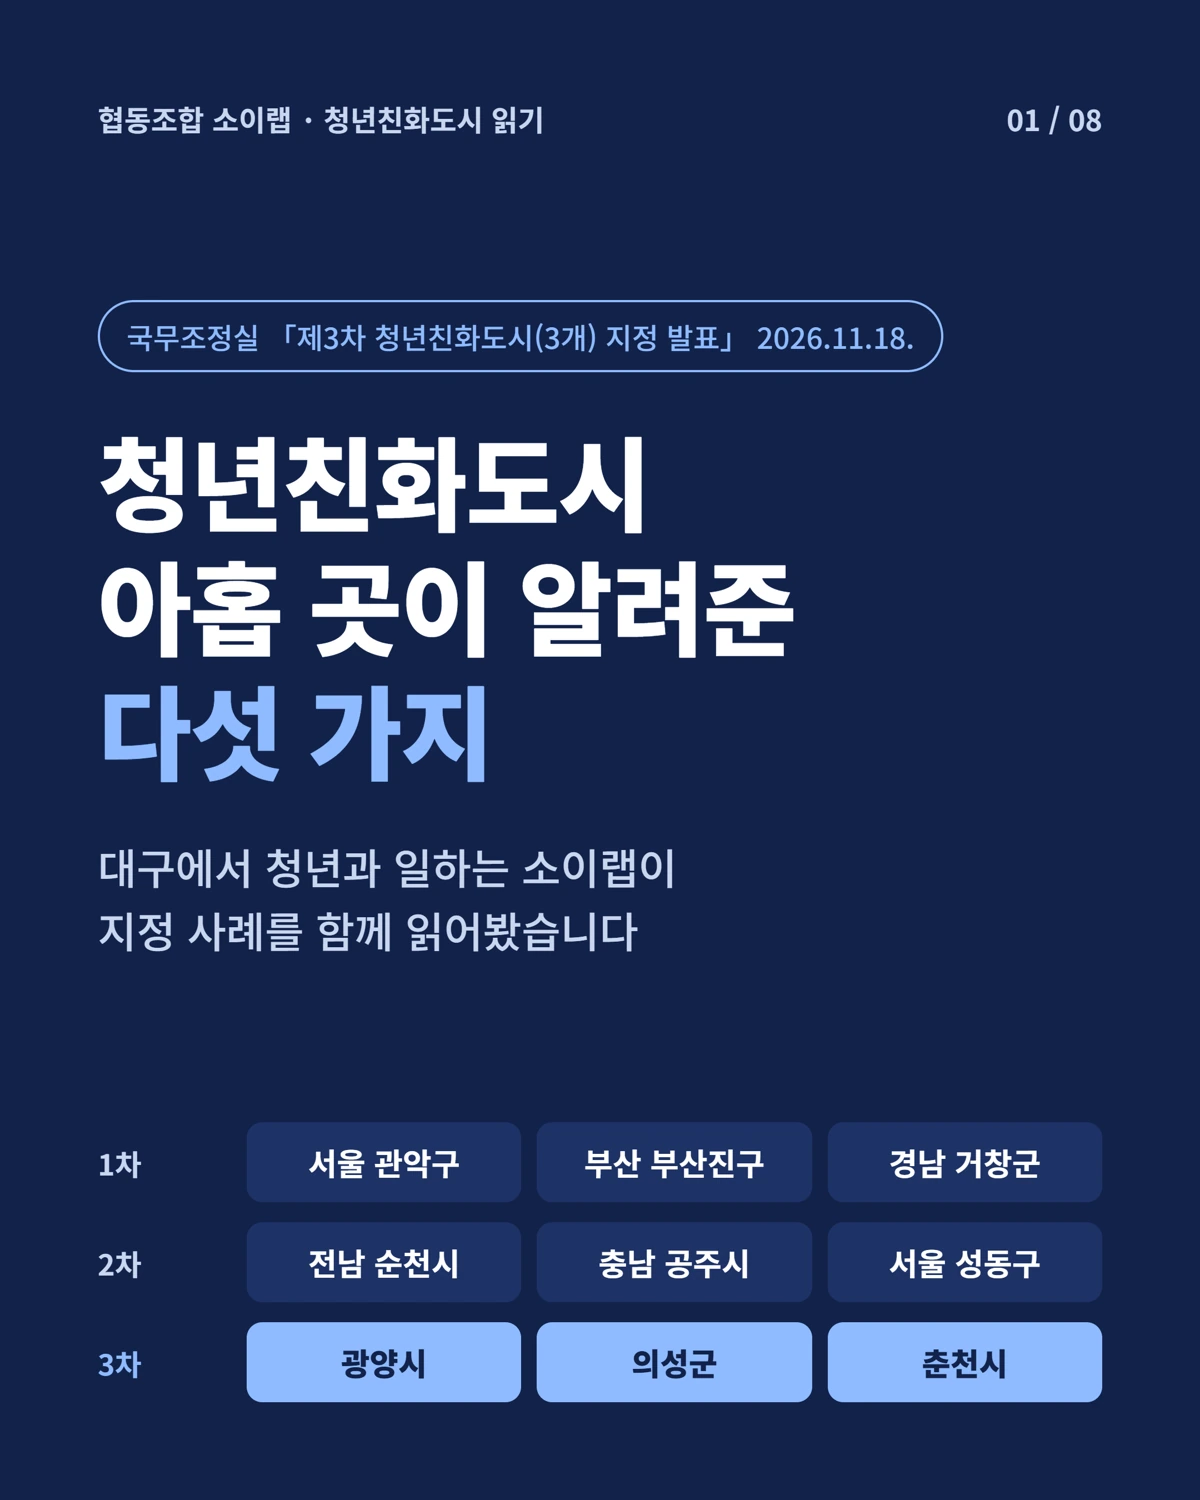 협동조합 소이랩 · 청년친화도시 읽기
01 / 08
국무조정실 「제3차 청년친화도시(3개) 지정 발표」 2026.11.18.
청년친화도시
아홉 곳이 알려준
다섯 가지
대구에서 청년과 일하는 소이랩이
지정 사례를 함께 읽어봤습니다
1차 서울 관악구 부산 부산진구 경남 거창군
2차 전남 순천시 충남 공주시 서울 성동구
3차 광양시 의성군 춘천시